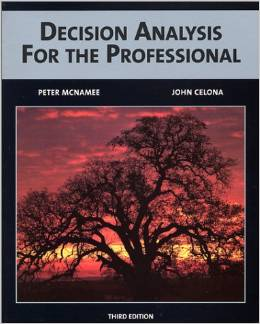 DECISION ANALYSIS
FOR THE PROFESSIONAL
PETER MCNAMEE JOHN CELONA
THIRD EDITION